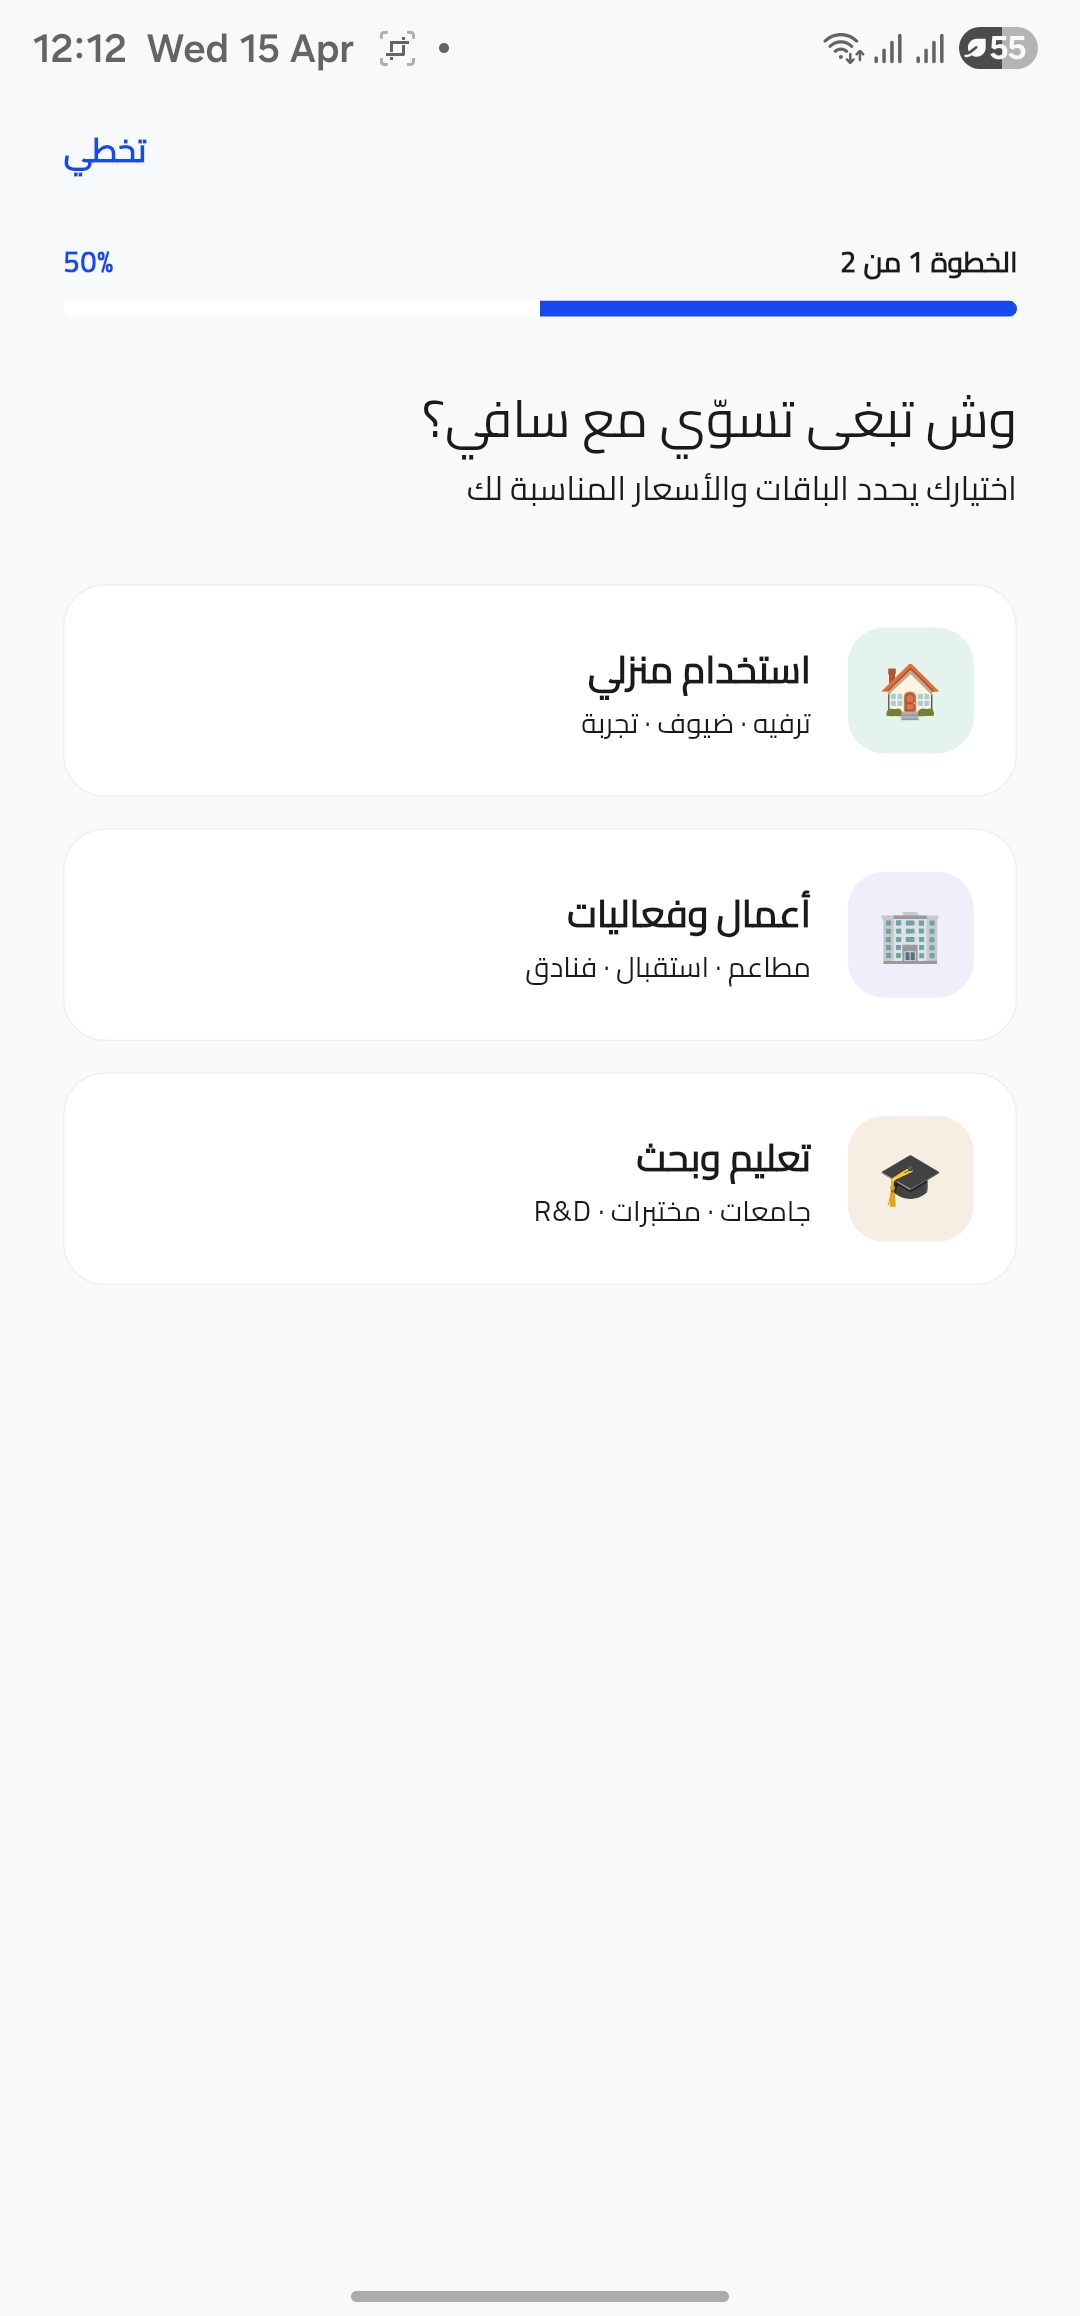 12:12 Wed 15 Apr
55
تخطي
الخطوة 1 من 2
50%
وش تبغى تسوّي مع سافي؟
اختيارك يحدد الباقات والأسعار المناسبة لك
استخدام منزلي
ترفيه · ضيوف · تجربة
أعمال وفعاليات
مطاعم · استقبال · فنادق
تعليم وبحث
جامعات · مختبرات · R&D